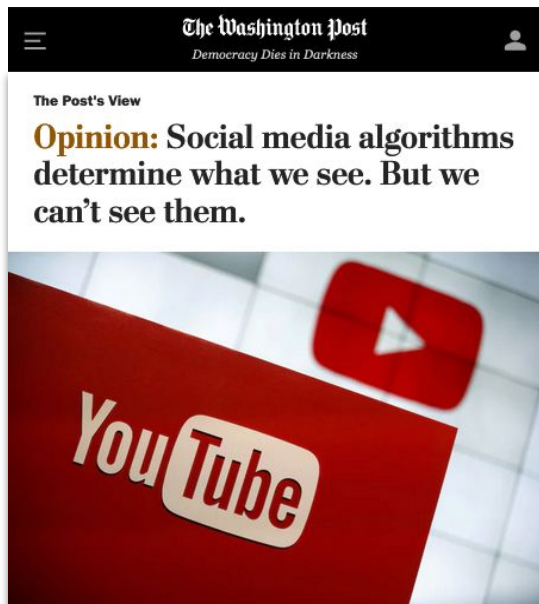 The Washington Post
Democracy Dies in Darkness
The Post's View
Opinion: Social media algorithms
determine what we see. But we
can't see them.
YouTube